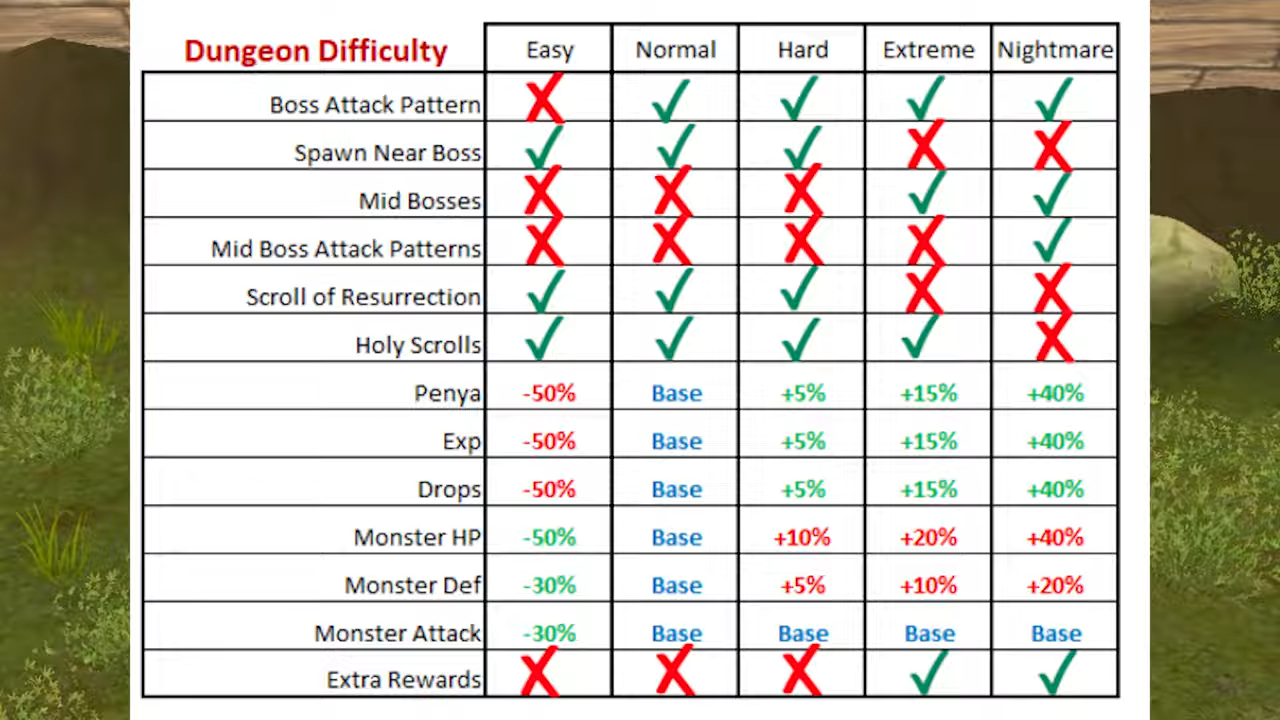 Dungeon Difficulty Easy Normal Hard Extreme Nightmare
Boss Attack Pattern ✗ ✓ ✓ ✓ ✓
Spawn Near Boss ✓ ✓ ✓ ✗ ✗
Mid Bosses ✗ ✗ ✗ ✓ ✓
Mid Boss Attack Patterns ✗ ✗ ✗ ✗ ✓
Scroll of Resurrection ✓ ✓ ✓ ✗ ✗
Holy Scrolls ✓ ✓ ✓ ✓ ✗
Penya -50% Base +5% +15% +40%
Exp -50% Base +5% +15% +40%
Drops -50% Base +5% +15% +40%
Monster HP -50% Base +10% +20% +40%
Monster Def -30% Base +5% +10% +20%
Monster Attack -30% Base Base Base Base
Extra Rewards ✗ ✗ ✗ ✓ ✓